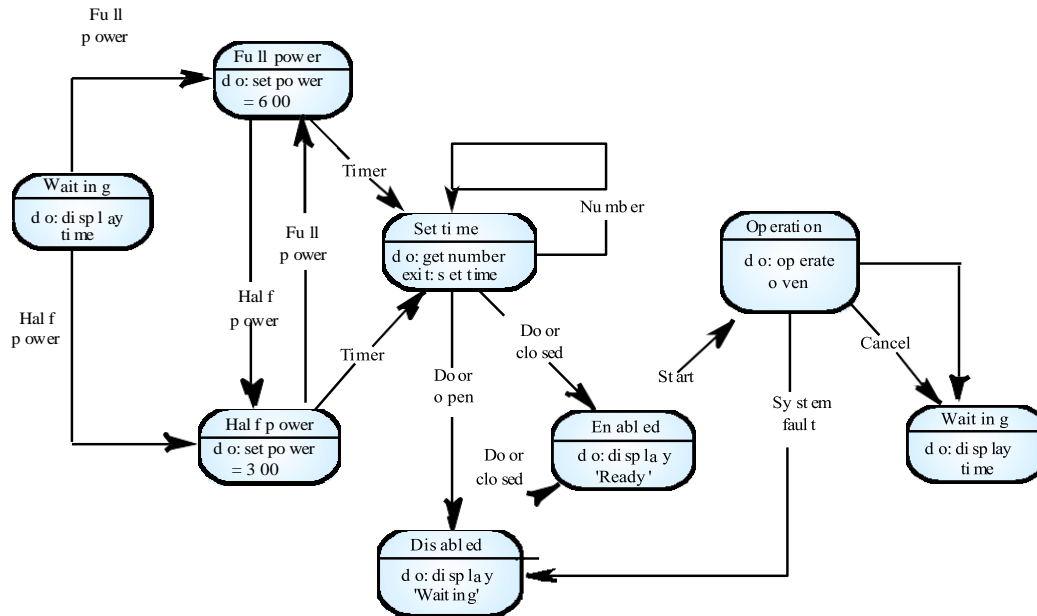 Full
power
Full power
do: set power
= 600
Timer
Waiting
do: display
time
Number
Full
power
Set time
do: get number
exit: set time
Operation
do: operate
oven
Half
power
Half
power
Timer
Door
closed
Cancel
Start
Door
open
System
fault
Half power
do: set power
= 300
Enabled
do: display
'Ready'
Waiting
do: display
time
Door
closed
Disabled
do: display
'Waiting'